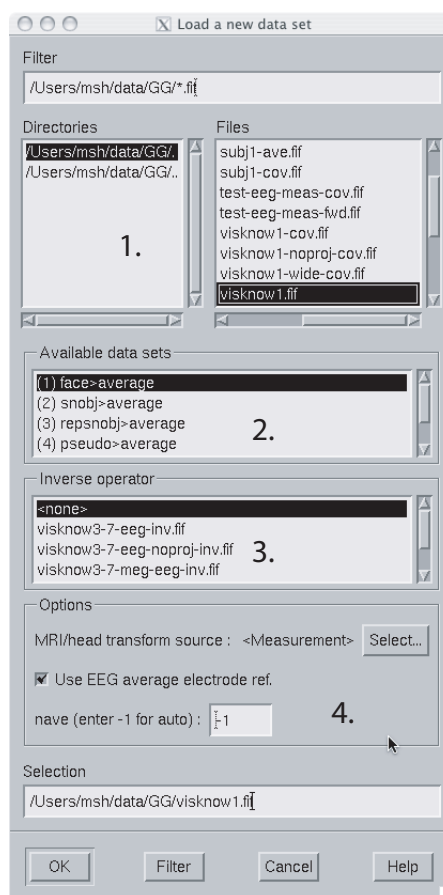 Load a new data set
Filter
/Users/msh/data/GG/*.fif
Directories
/Users/msh/data/GG/.
/Users/msh/data/GG/..
1.
Files
subj1-ave.fif
subj1-cov.fif
test-eeg-meas-cov.fif
test-eeg-meas-fwd.fif
visknow1-cov.fif
visknow1-noproj-cov.fif
visknow1-wide-cov.fif
visknow1.fif
Available data sets
(1) face>average
(2) snobj>average
(3) repsnobj>average
(4) pseudo>average
2.
Inverse operator
<none>
visknow3-7-eeg-inv.fif
visknow3-7-eeg-noproj-inv.fif
visknow3-7-meg-eeg-inv.fif
3.
Options
MRI/head transform source : <Measurement> Select...
Use EEG average electrode ref.
nave (enter -1 for auto) : -1
4.
Selection
/Users/msh/data/GG/visknow1.fif
OK Filter Cancel Help